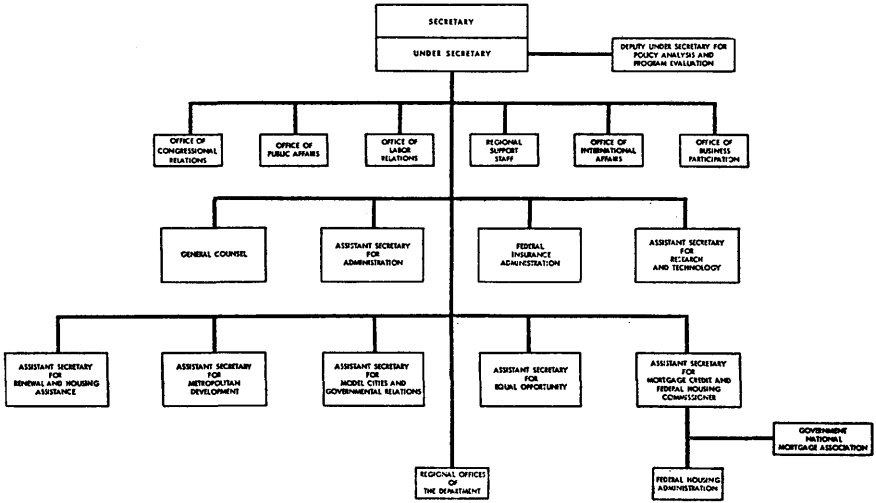 SECRETARY
UNDER SECRETARY
DEPUTY UNDER SECRETARY FOR
POLICY ANALYSIS AND
PROGRAM EVALUATION
OFFICE OF
CONGRESSIONAL
RELATIONS
OFFICE OF
PUBLIC AFFAIRS
OFFICE OF
LABOR
RELATIONS
REGIONAL
SUPPORT
STAFF
OFFICE OF
INTERNATIONAL
AFFAIRS
OFFICE OF
BUSINESS
PARTICIPATION
GENERAL COUNSEL
ASSISTANT SECRETARY
FOR
ADMINISTRATION
FEDERAL
INSURANCE
ADMINISTRATION
ASSISTANT SECRETARY
FOR
RESEARCH
AND TECHNOLOGY
ASSISTANT SECRETARY
FOR
RENEWAL AND HOUSING
ASSISTANCE
ASSISTANT SECRETARY
FOR
METROPOLITAN
DEVELOPMENT
ASSISTANT SECRETARY
FOR
MODEL CITIES AND
GOVERNMENTAL RELATIONS
ASSISTANT SECRETARY
FOR
EQUAL OPPORTUNITY
ASSISTANT SECRETARY
FOR
MORTGAGE CREDIT AND
FEDERAL HOUSING
COMMISSIONER
GOVERNMENT
NATIONAL
MORTGAGE ASSOCIATION
REGIONAL OFFICES
OF
THE DEPARTMENT
FEDERAL HOUSING
ADMINISTRATION